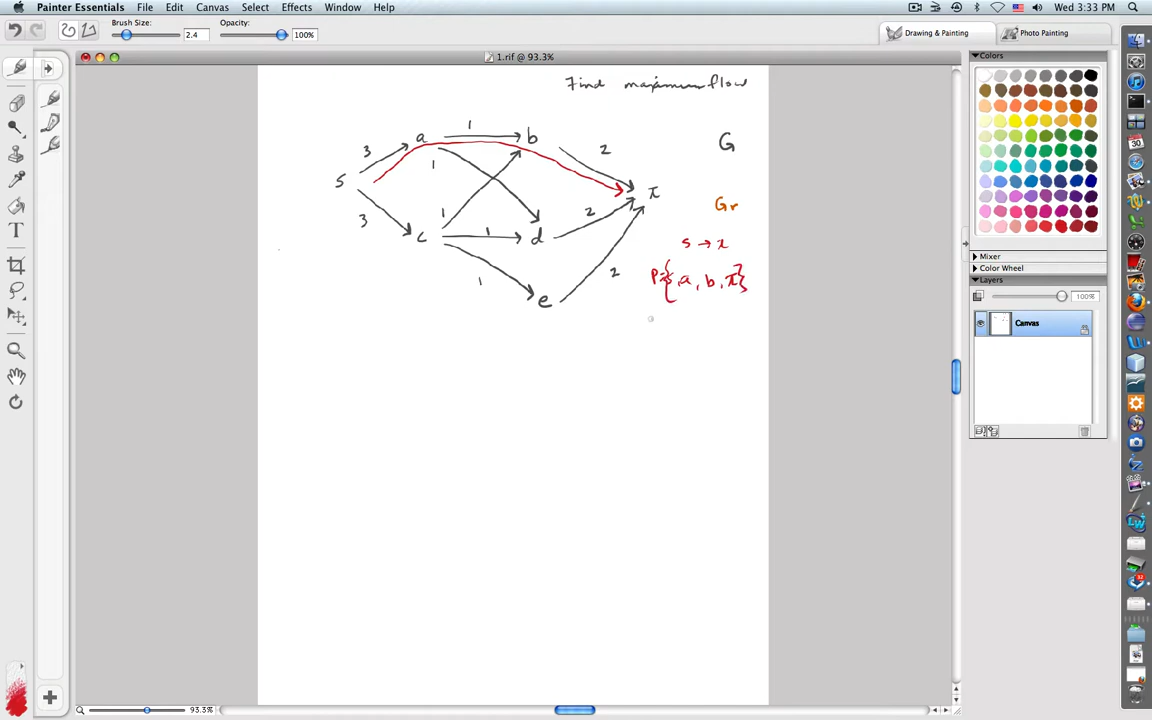 Painter Essentials File Edit Canvas Select Effects Window Help
Wed 3:33 PM
Brush Size:
2.4
Opacity:
100%
Drawing & Painting
Photo Painting
1.rif @ 93.3%
Colors
Find maximum flow
1
a
b
3
2
G
1
s
t
Gr
1
2
3
c
1
d
s → t
2
P={s,a, b, t}
1
e
Mixer
Color Wheel
Layers
100%
Canvas
93.3%